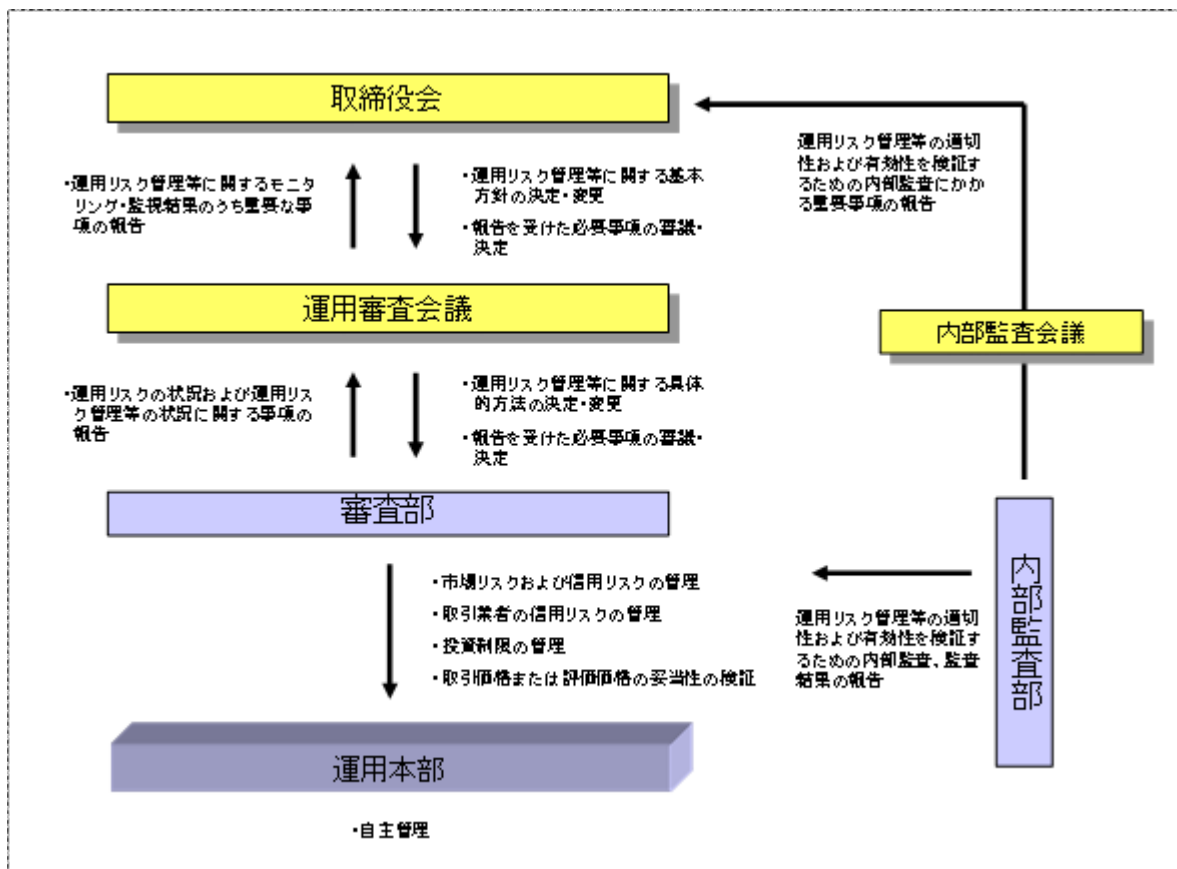 取締役会
・運用リスク管理等に関するモニタ
リング・監視結果のうち重要な事
項の報告
・運用リスク管理等に関する基本
方針の決定・変更
・報告を受けた必要事項の審議・
決定
運用リスク管理等の適切
性および有効性を検証す
るための内部監査にかか
る重要事項の報告
運用審査会議
内部監査会議
・運用リスクの状況および運用リス
ク管理等の状況に関する事項の
報告
・運用リスク管理等に関する具体
的方法の決定・変更
・報告を受けた必要事項の審議・
決定
審査部
・市場リスクおよび信用リスクの管理
・取引業者の信用リスクの管理
・投資制限の管理
・取引価格または評価価格の妥当性の検証
運用リスク管理等の適切
性および有効性を検証す
るための内部監査、監査
結果の報告
内部監査部
運用本部
・自主管理